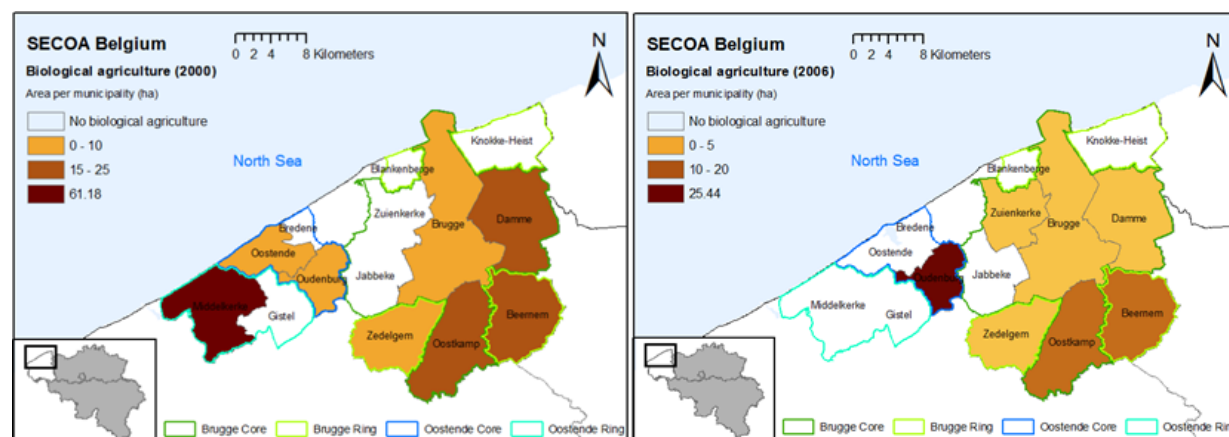 SECOA Belgium
0 2 4 8 Kilometers
N
Biological agriculture (2000)
Area per municipality (ha)
No biological agriculture
0 - 10
15 - 25
61.18
North Sea
Knokke-Heist
Blankenberge
Zuienkerke
Brugge
Damme
Bredene
Oostende
Oudenburg
Jabbeke
Middelkerke
Gistel
Zedelgem
Oostkamp
Beernem
Brugge Core
Brugge Ring
Oostende Core
Oostende Ring
SECOA Belgium
0 2 4 8 Kilometers
N
Biological agriculture (2006)
Area per municipality (ha)
No biological agriculture
0 - 5
10 - 20
25.44
North Sea
Knokke-Heist
Blankenberge
Zuienkerke
Brugge
Damme
Bredene
Oostende
Oudenburg
Jabbeke
Middelkerke
Gistel
Zedelgem
Oostkamp
Beernem
Brugge Core
Brugge Ring
Oostende Core
Oostende Rin